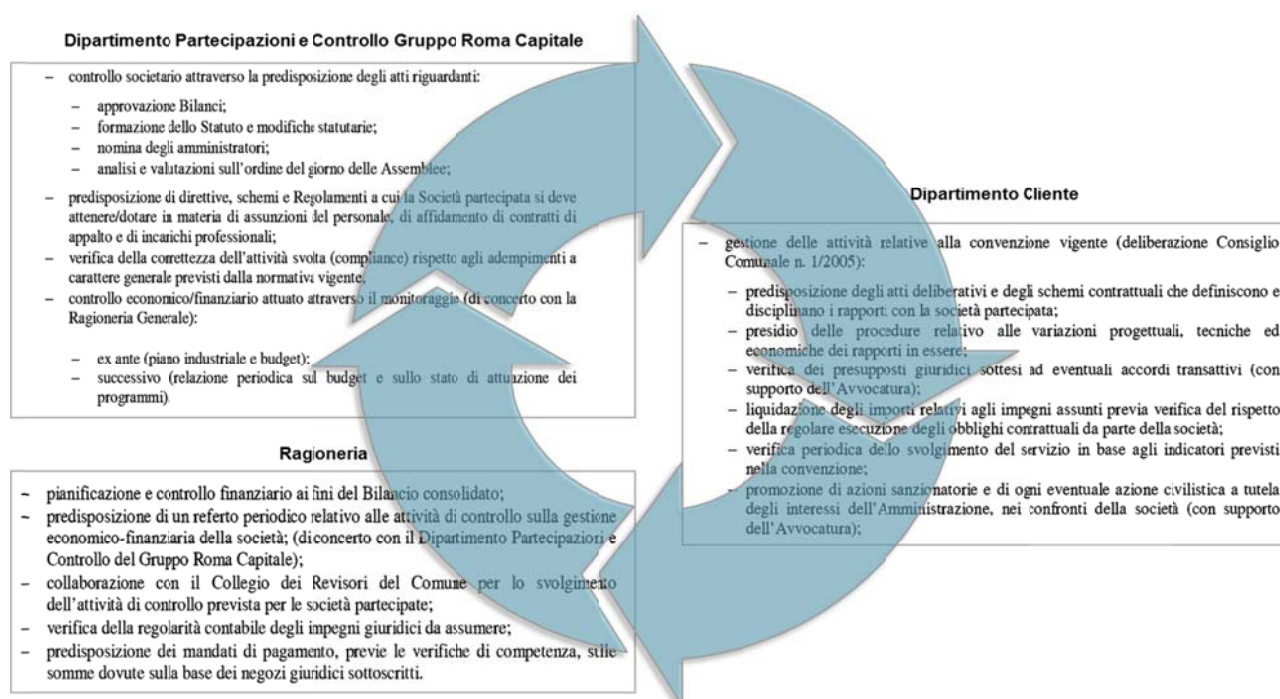 Dipartimento Partecipazioni e Controllo Gruppo Roma Capitale
– controllo societario attraverso la predisposizione degli atti riguardanti:
– approvazione Bilanci;
– formazione dello Statuto e modifiche statutarie;
– nomina degli amministratori;
– analisi e valutazioni sull'ordine del giorno delle Assemblee;
– predisposizione di direttive, schemi e Regolamenti a cui la Società partecipata si deve
attenere/dotare in materia di assunzioni del personale, di affidamento di contratti di
appalto e di incarichi professionali;
– verifica della correttezza dell'attività svolta (compliance) rispetto agli adempimenti a
carattere generale previsti dalla normativa vigente,
– controllo economico/finanziario attuato attraverso il monitoraggio (di concerto con la
Ragioneria Generale):
– ex ante (piano industriale e budget);
– successivo (relazione periodica sul budget e sullo stato di attuazione dei
programmi)
Dipartimento Cliente
– gestione delle attività relative alla convenzione vigente (deliberazione Consiglio
Comunale n. 1/2005):
– predisposizione degli atti deliberativi e degli schemi contrattuali che definiscono e
disciplinano i rapporti con la società partecipata;
– presidio delle procedure relativo alle variazioni progettuali, tecniche ed
economiche dei rapporti in essere;
– verifica dei presupposti giuridici sottesi ad eventuali accordi transattivi (con
supporto dell'Avvocatura);
– liquidazione degli importi relativi agli impegni assunti previa verifica del rispetto
della regolare esecuzione degli obblighi contrattuali da parte della società;
– verifica periodica dello svolgimento del servizio in base agli indicatori previsti
nella convenzione;
– promozione di azioni sanzionatorie e di ogni eventuale azione civilistica a tutela
degli interessi dell'Amministrazione, nei confronti della società (con supporto
dell'Avvocatura);
Ragioneria
– pianificazione e controllo finanziario ai fini del Bilancio consolidato;
– predisposizione di un referto periodico relativo alle attività di controllo sulla gestione
economico-finanziaria della società; (di concerto con il Dipartimento Partecipazioni e
Controllo del Gruppo Roma Capitale);
– collaborazione con il Collegio dei Revisori del Comune per lo svolgimento
dell'attività di controllo prevista per le società partecipate;
– verifica della regolarità contabile degli impegni giuridici da assumere;
– predisposizione dei mandati di pagamento, previe le verifiche di competenza, sulle
somme dovute sulla base dei negozi giuridici sottoscritti.